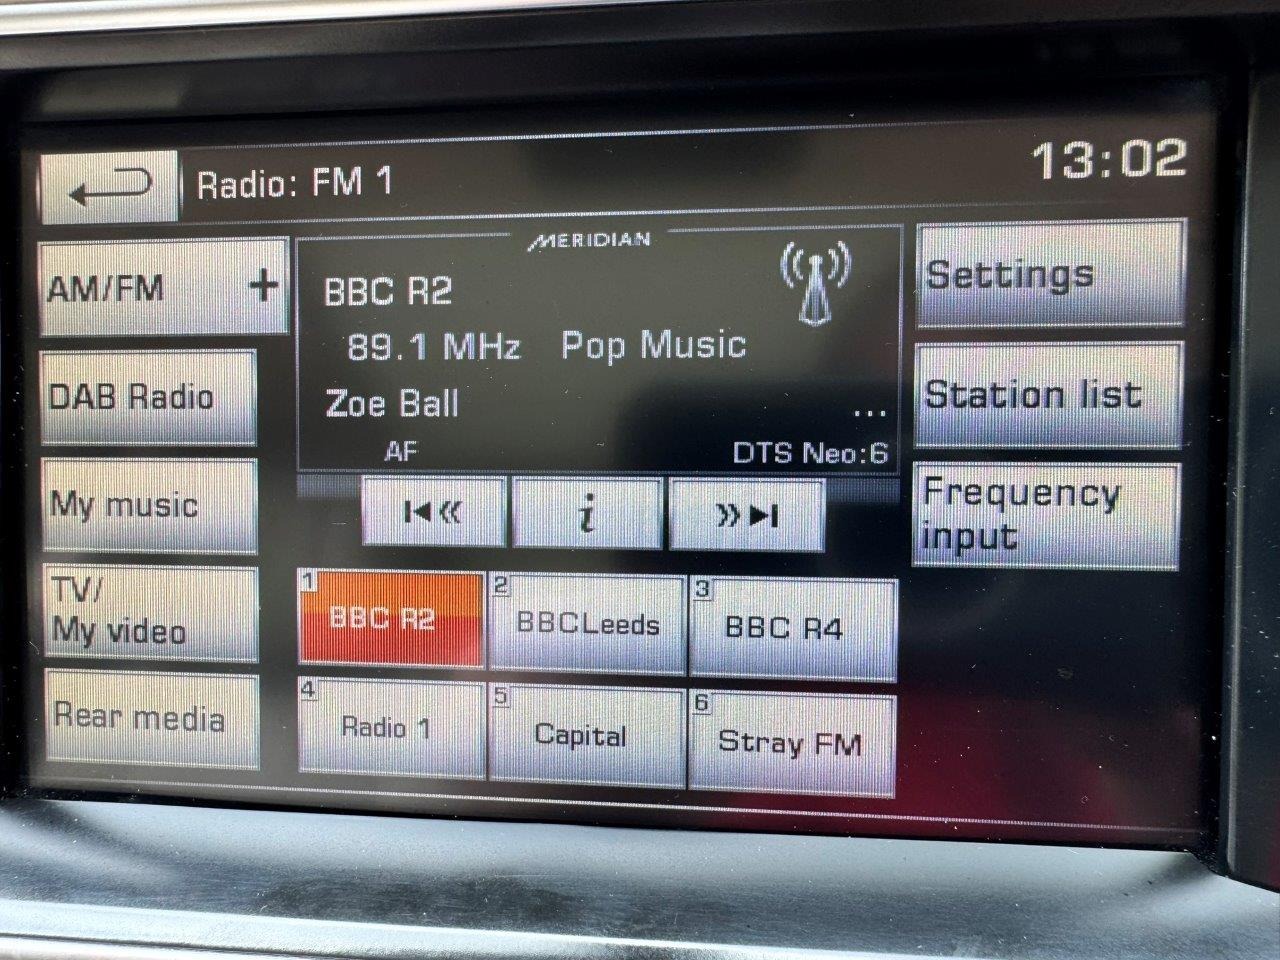 Radio: FM 1
13:02
AM/FM +
MERIDIAN
BBC R2
89.1 MHz Pop Music
Zoe Ball ...
AF DTS Neo:6
Settings
DAB Radio
Station list
My music
i
Frequency
input
TV/
My video
1 BBC R2
2 BBCLeeds
3 BBC R4
Rear media
4 Radio 1
5 Capital
6 Stray FM